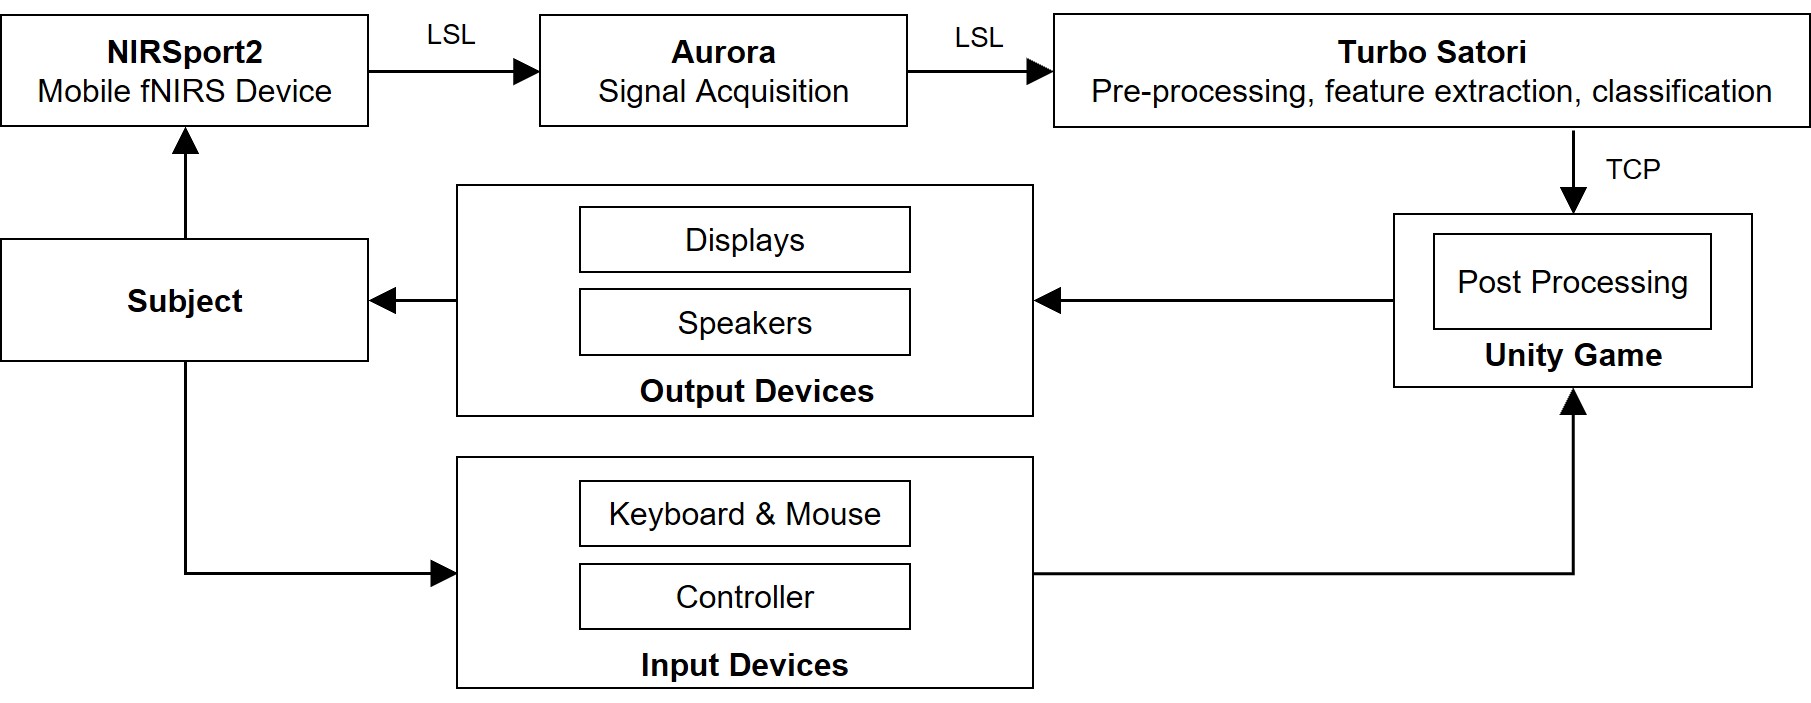 NIRSport2
Mobile fNIRS Device
LSL
Aurora
Signal Acquisition
LSL
Turbo Satori
Pre-processing, feature extraction, classification
TCP
Subject
Displays
Speakers
Output Devices
Post Processing
Unity Game
Keyboard & Mouse
Controller
Input Devices